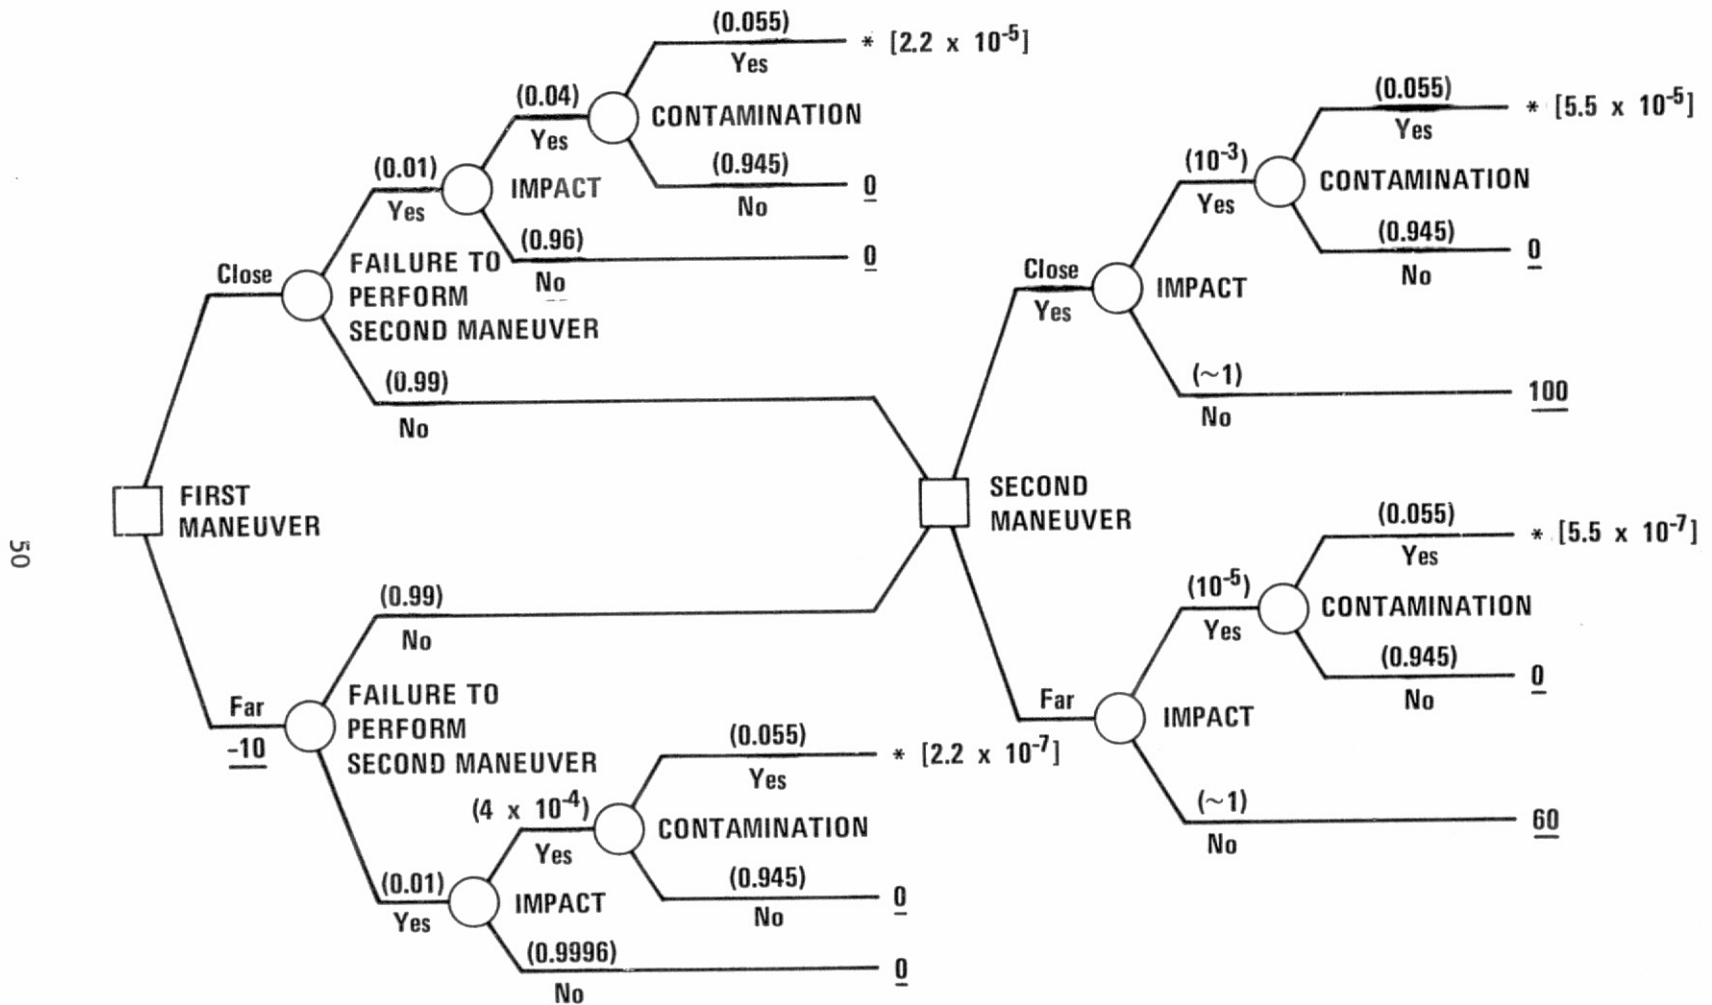 (0.055)
Yes
* [2.2 x 10⁻⁵]
(0.04)
Yes
CONTAMINATION
(0.945)
No
0
(0.01)
Yes
IMPACT
(0.96)
No
0
Close
FAILURE TO
PERFORM
SECOND MANEUVER
(0.99)
No
FIRST
MANEUVER
50
(0.99)
No
Far
-10
FAILURE TO
PERFORM
SECOND MANEUVER
(0.055)
Yes
* [2.2 x 10⁻⁷]
(4 x 10⁻⁴)
Yes
CONTAMINATION
(0.945)
No
0
(0.01)
Yes
IMPACT
(0.9996)
No
0
SECOND
MANEUVER
(0.055)
Yes
* [5.5 x 10⁻⁵]
(10⁻³)
Yes
CONTAMINATION
(0.945)
No
0
Close
Yes
IMPACT
(~1)
No
100
(0.055)
Yes
* [5.5 x 10⁻⁷]
(10⁻⁵)
Yes
CONTAMINATION
(0.945)
No
0
Far
IMPACT
(~1)
No
60